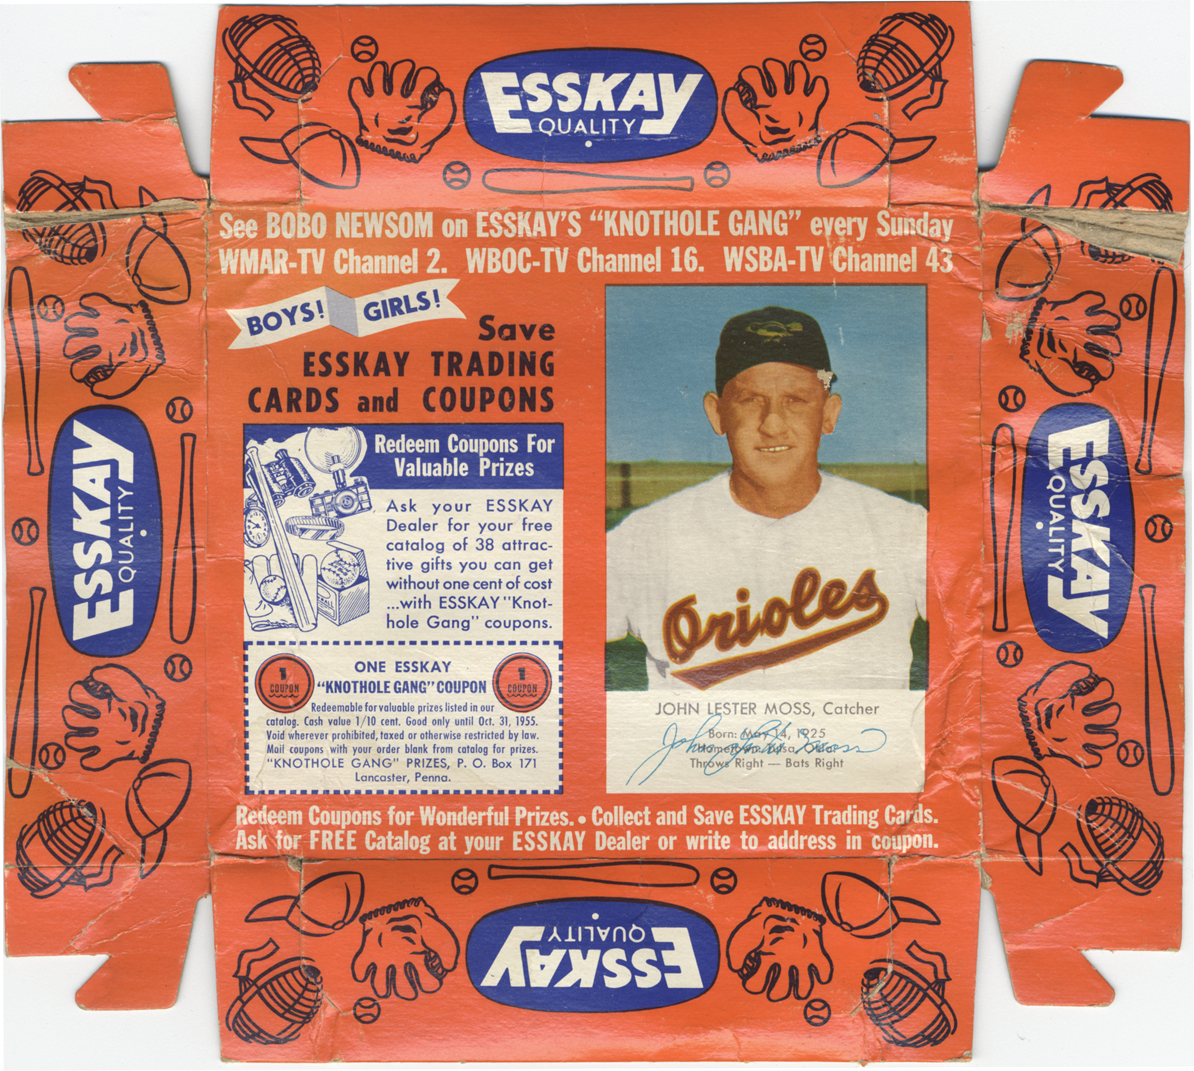 ESSKAY
QUALITY
See BOBO NEWSOM on ESSKAY'S "KNOTHOLE GANG" every Sunday
WMAR-TV Channel 2. WBOC-TV Channel 16. WSBA-TV Channel 43
BOYS! GIRLS!
Save
ESSKAY TRADING
CARDS and COUPONS
Redeem Coupons For
Valuable Prizes
Ask your ESSKAY
Dealer for your free
catalog of 38 attrac-
tive gifts you can get
without one cent of cost
...with ESSKAY "Knot-
hole Gang" coupons.
1
COUPON
ONE ESSKAY
"KNOTHOLE GANG" COUPON
1
COUPON
Redeemable for valuable prizes listed in our
catalog. Cash value 1/10 cent. Good only until Oct. 31, 1955.
Void wherever prohibited, taxed or otherwise restricted by law.
Mail coupons with your order blank from catalog for prizes.
"KNOTHOLE GANG" PRIZES, P. O. Box 171
Lancaster, Penna.
Orioles
JOHN LESTER MOSS, Catcher
Born: May 14, 1925
Hometown: Tulsa, Okla.
Throws Right — Bats Right
John Lester Moss
Redeem Coupons for Wonderful Prizes. • Collect and Save ESSKAY Trading Cards.
Ask for FREE Catalog at your ESSKAY Dealer or write to address in coupon.
ESSKAY
QUALITY
ESSKAY
QUALITY
ESSKAY
QUALITY